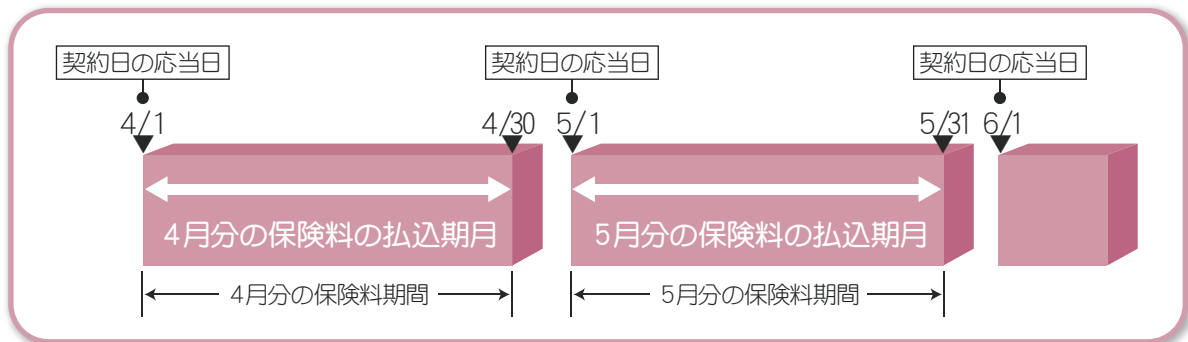 契約日の応当日 契約日の応当日 契約日の応当日
4/1 4/30 5/1 5/31 6/1
4月分の保険料の払込期月 5月分の保険料の払込期月
4月分の保険料期間 5月分の保険料期間